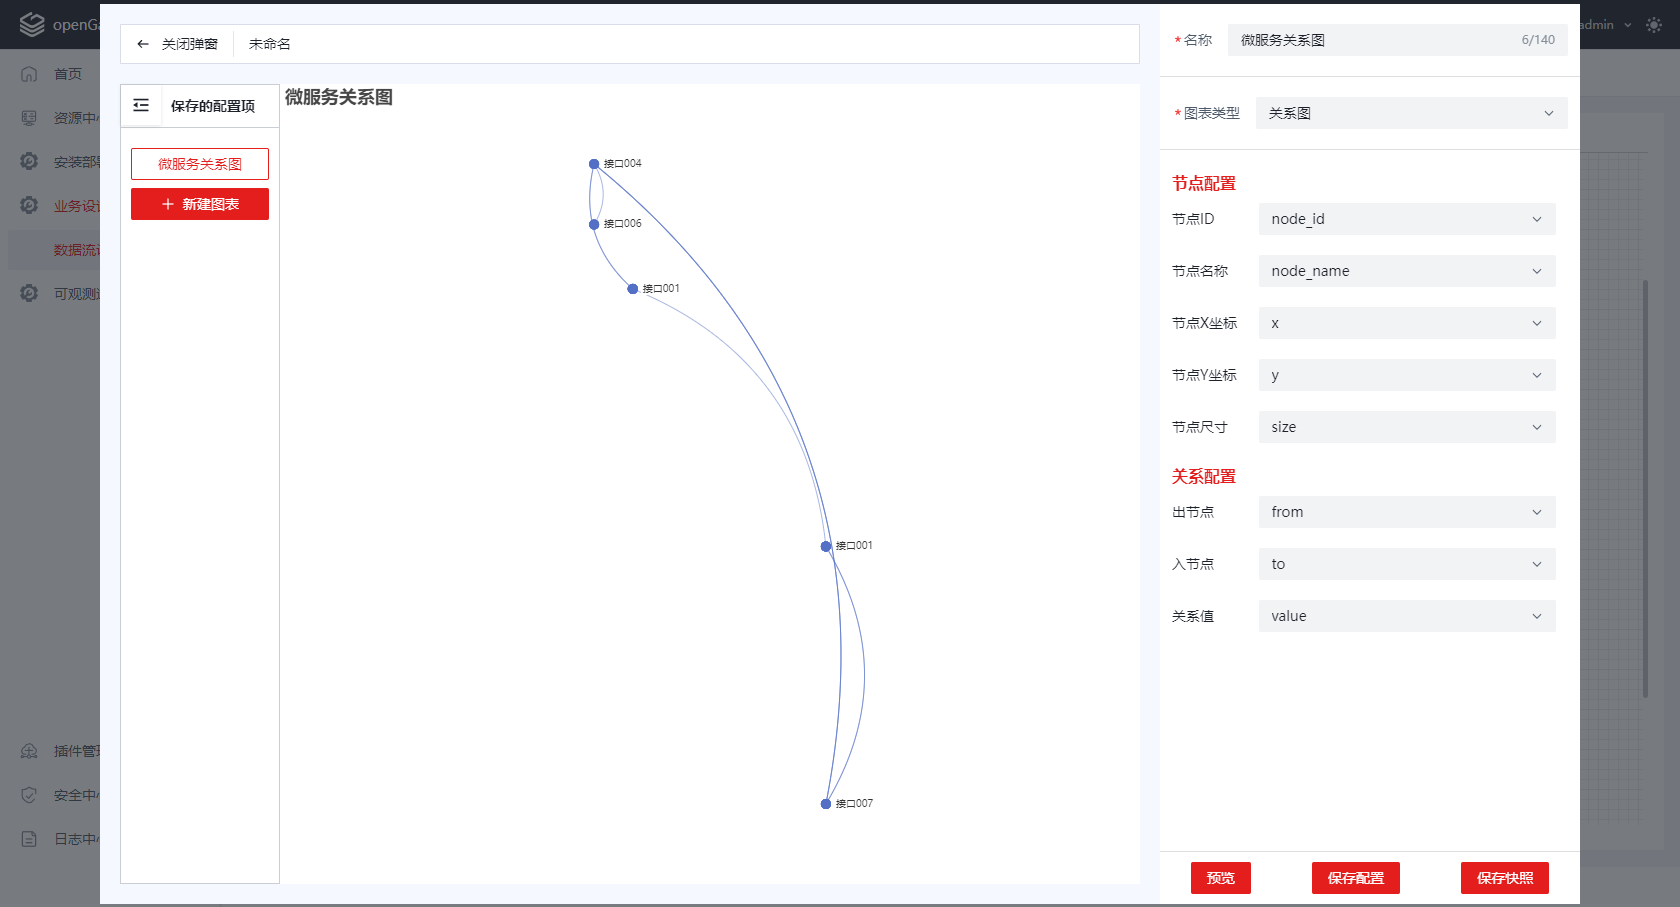 openGa
admin
首页
资源中
安装部
业务设
数据流
可观测
插件管
安全中
日志中
关闭弹窗
未命名
保存的配置项
微服务关系图
新建图表
微服务关系图
接口004
接口006
接口001
接口001
接口007
*名称 微服务关系图 6/140
*图表类型 关系图
节点配置
节点ID node_id
节点名称 node_name
节点X坐标 x
节点Y坐标 y
节点尺寸 size
关系配置
出节点 from
入节点 to
关系值 value
预览 保存配置 保存快照